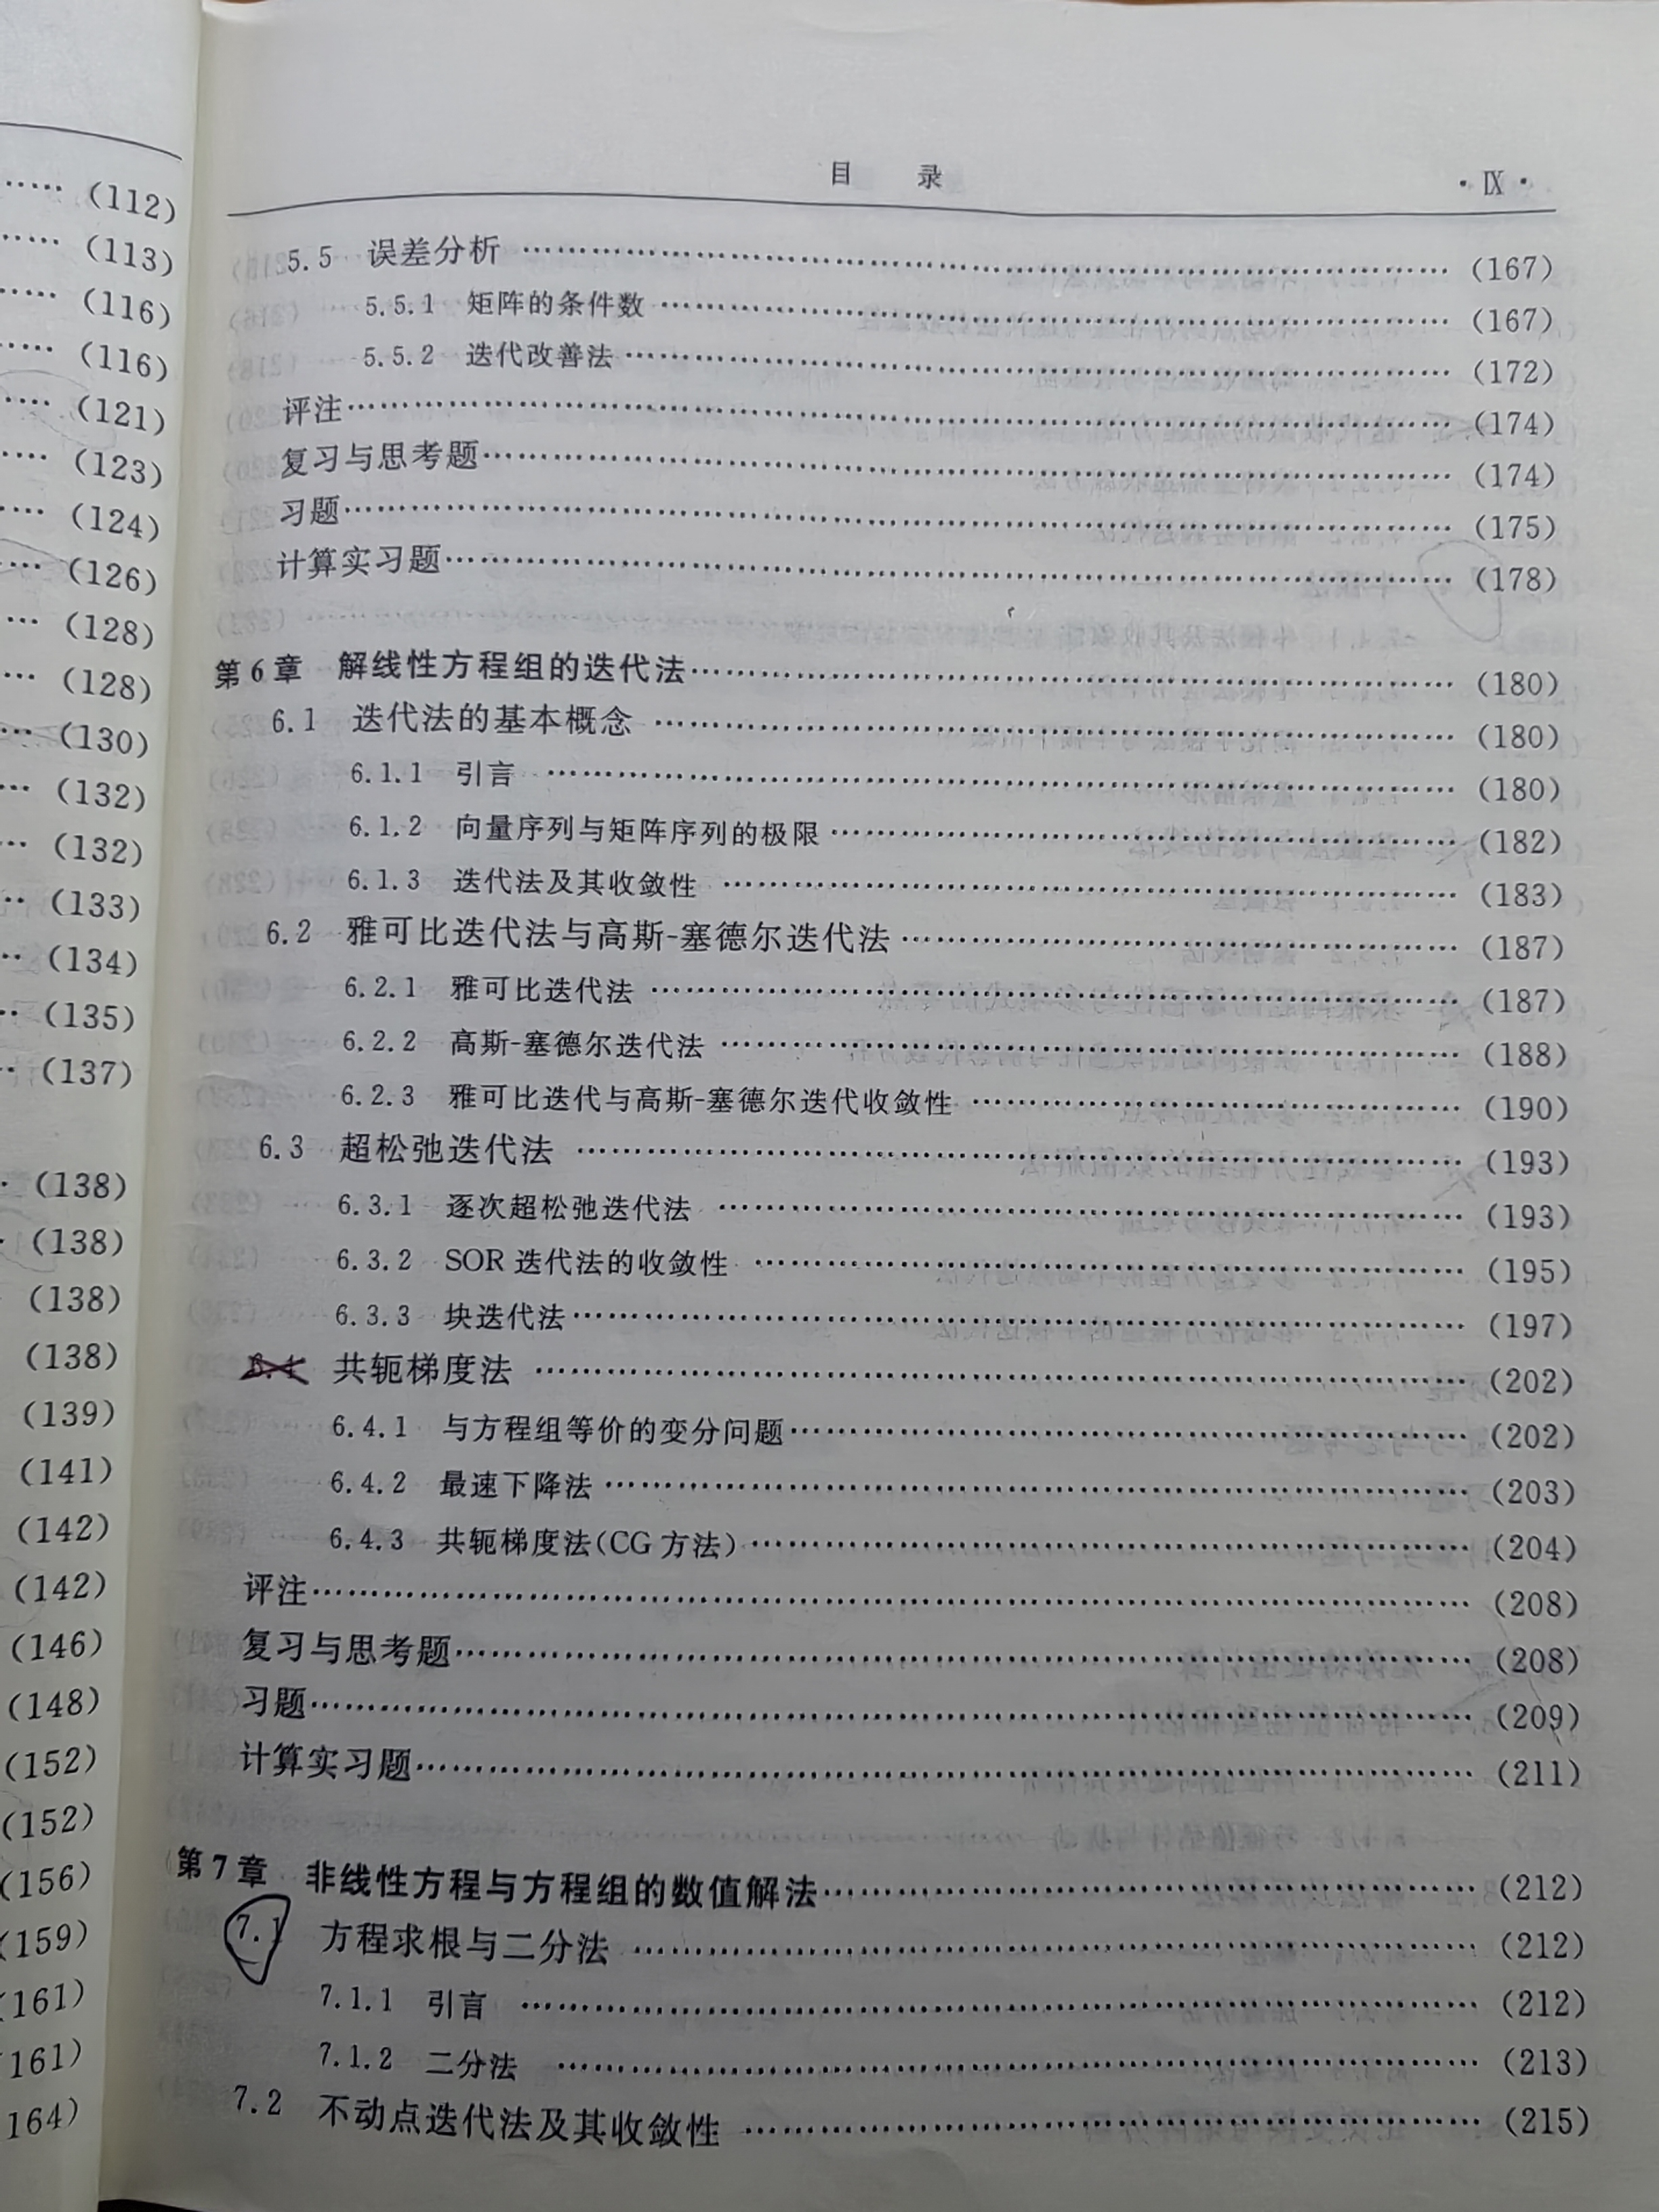 …… (112)
…… (113)
…… (116)
…… (116)
…… (121)
…… (123)
…… (124)
…… (126)
… (128)
… (128)
… (130)
… (132)
… (132)
… (133)
… (134)
… (135)
… (137)
(138)
(138)
(138)
(138)
(139)
(141)
(142)
(142)
(146)
(148)
(152)
(152)
(156)
(159)
(161)
161)
164)
目 录 · Ⅸ ·
5.5 误差分析 …… (167)
5.5.1 矩阵的条件数 …… (167)
5.5.2 迭代改善法 …… (172)
评注 …… (174)
复习与思考题 …… (174)
习题 …… (175)
计算实习题 …… (178)
第6章 解线性方程组的迭代法 …… (180)
6.1 迭代法的基本概念 …… (180)
6.1.1 引言 …… (180)
6.1.2 向量序列与矩阵序列的极限 …… (182)
6.1.3 迭代法及其收敛性 …… (183)
6.2 雅可比迭代法与高斯-塞德尔迭代法 …… (187)
6.2.1 雅可比迭代法 …… (187)
6.2.2 高斯-塞德尔迭代法 …… (188)
6.2.3 雅可比迭代与高斯-塞德尔迭代收敛性 …… (190)
6.3 超松弛迭代法 …… (193)
6.3.1 逐次超松弛迭代法 …… (193)
6.3.2 SOR 迭代法的收敛性 …… (195)
6.3.3 块迭代法 …… (197)
6.4 共轭梯度法 …… (202)
6.4.1 与方程组等价的变分问题 …… (202)
6.4.2 最速下降法 …… (203)
6.4.3 共轭梯度法(CG 方法) …… (204)
评注 …… (208)
复习与思考题 …… (208)
习题 …… (209)
计算实习题 …… (211)
第7章 非线性方程与方程组的数值解法 …… (212)
7.1 方程求根与二分法 …… (212)
7.1.1 引言 …… (212)
7.1.2 二分法 …… (213)
7.2 不动点迭代法及其收敛性 …… (215)